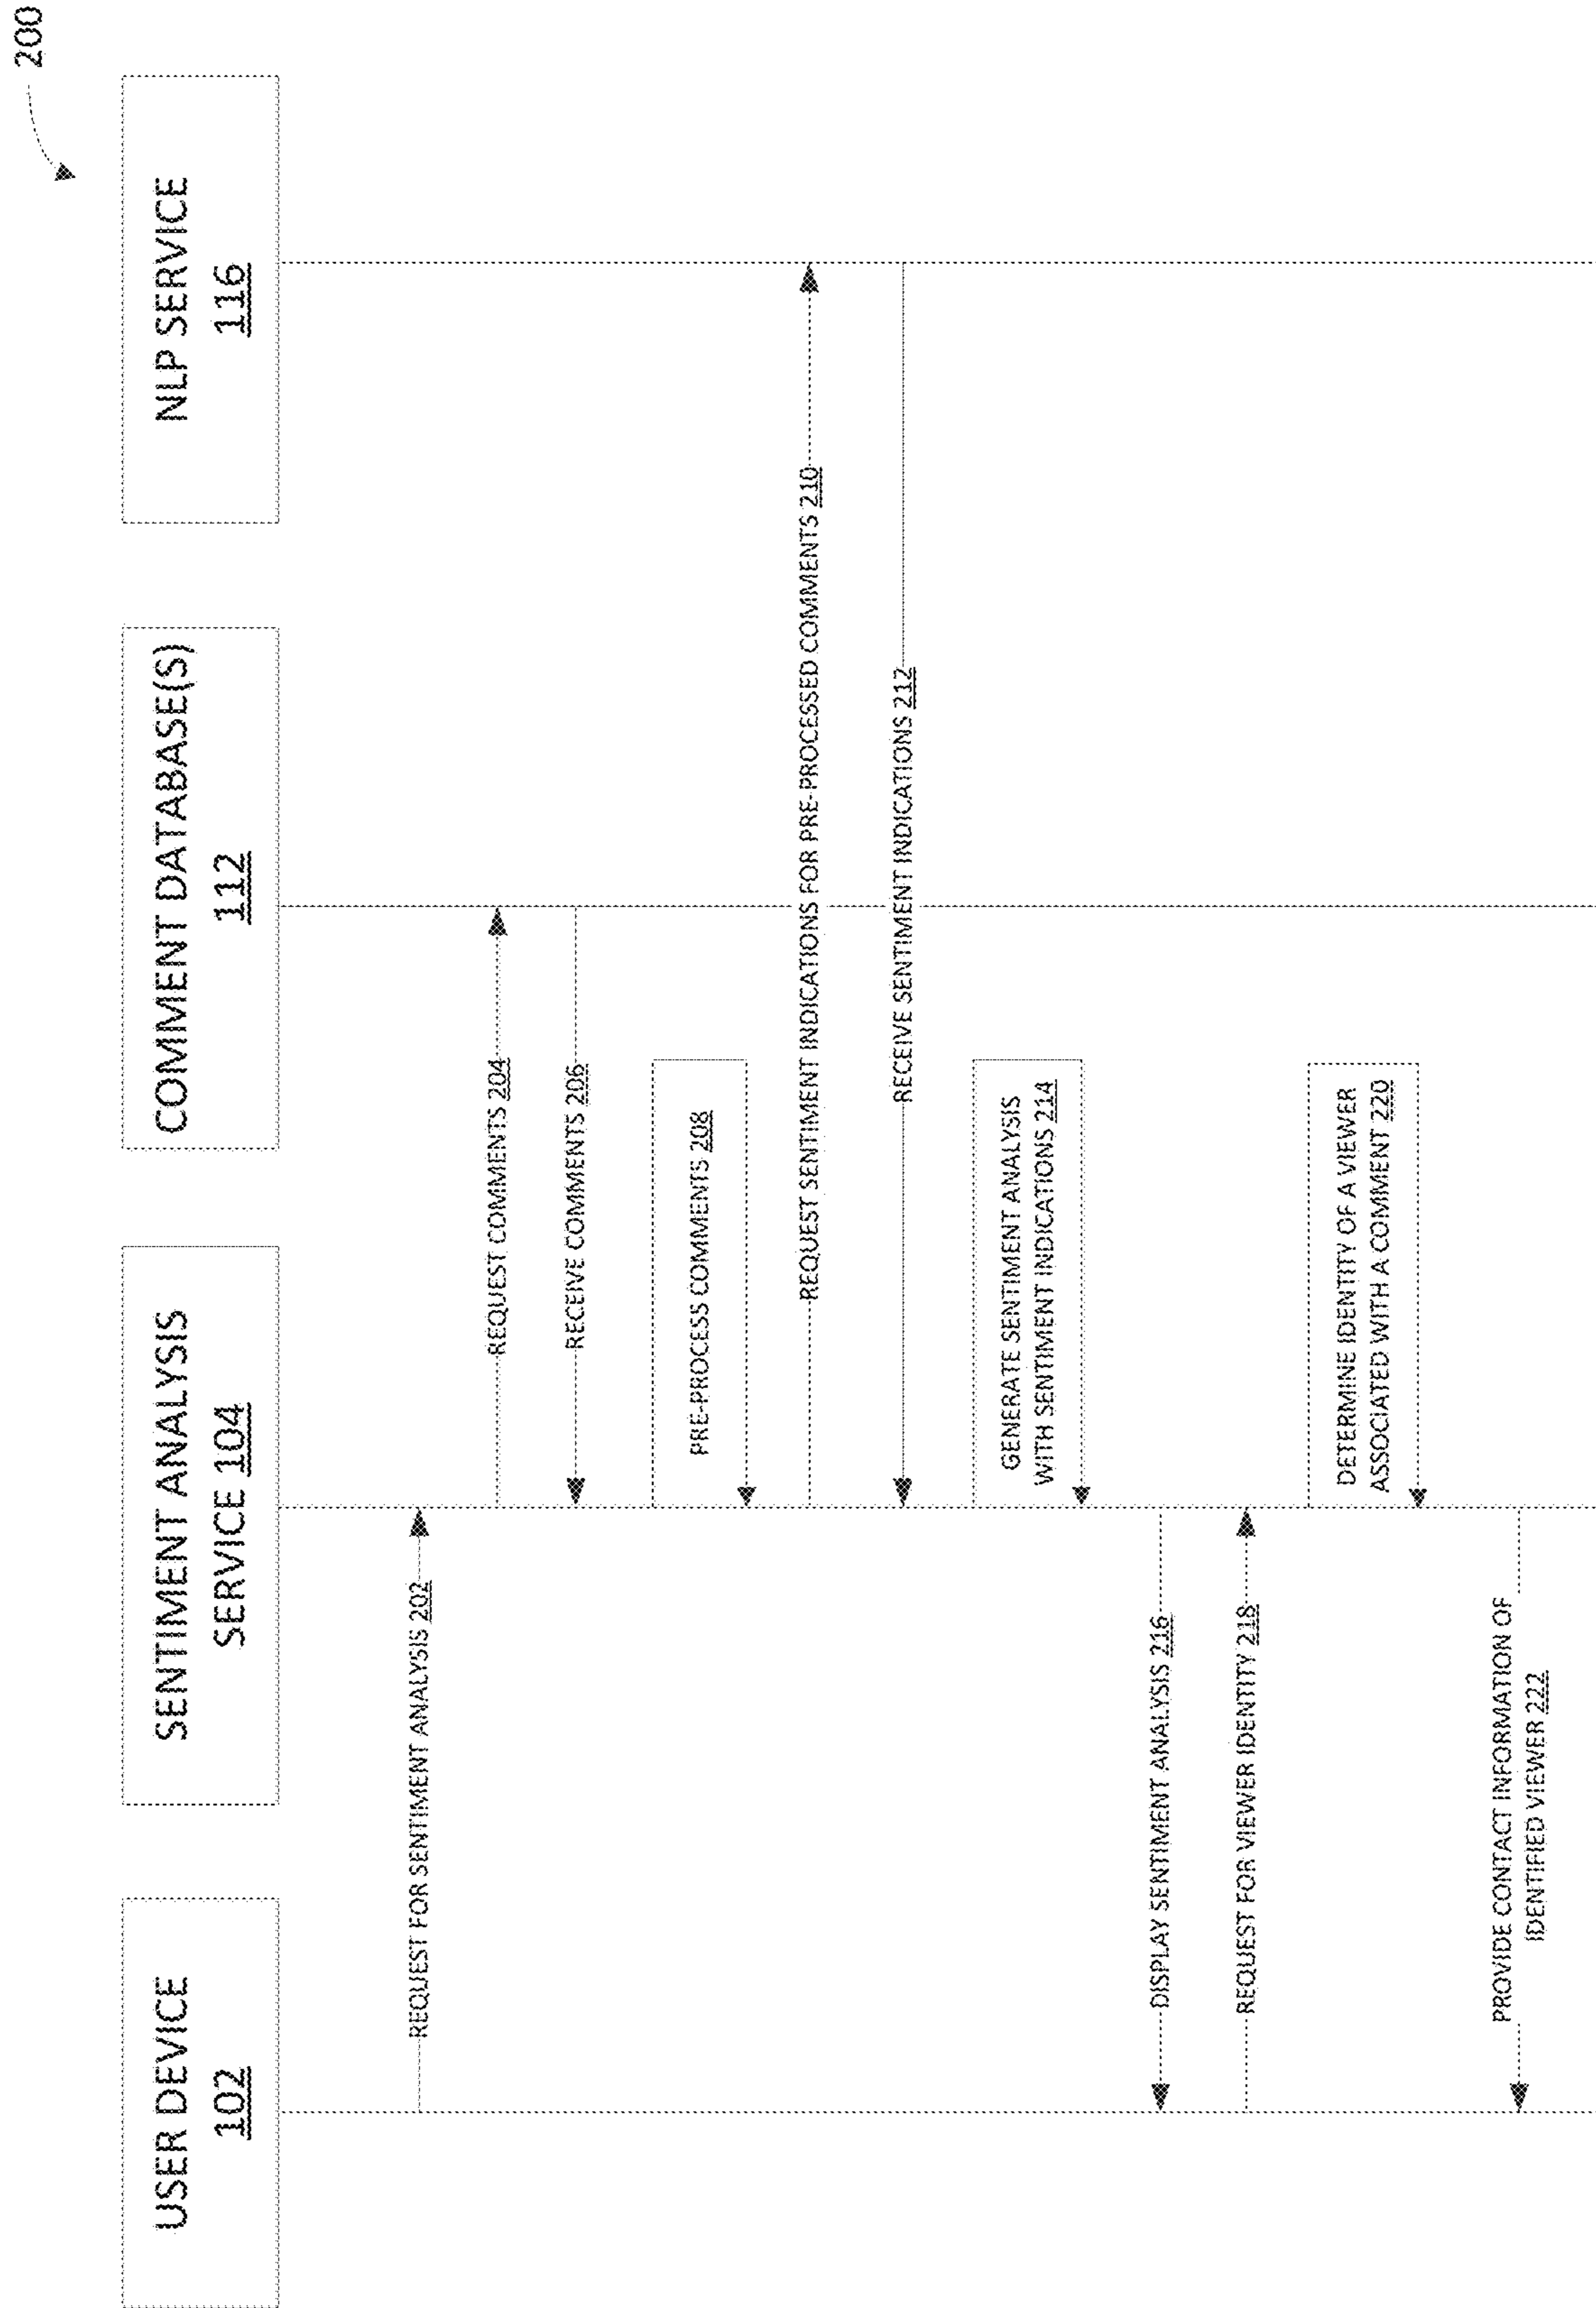 200
USER DEVICE
102
SENTIMENT ANALYSIS
SERVICE 104
COMMENT DATABASE(S)
112
NLP SERVICE
116
REQUEST FOR SENTIMENT ANALYSIS 202
REQUEST COMMENTS 204
RECEIVE COMMENTS 206
PRE-PROCESS COMMENTS 208
REQUEST SENTIMENT INDICATIONS FOR PRE-PROCESSED COMMENTS 210
RECEIVE SENTIMENT INDICATIONS 212
GENERATE SENTIMENT ANALYSIS
WITH SENTIMENT INDICATIONS 214
DISPLAY SENTIMENT ANALYSIS 216
REQUEST FOR VIEWER IDENTITY 218
DETERMINE IDENTITY OF A VIEWER
ASSOCIATED WITH A COMMENT 220
PROVIDE CONTACT INFORMATION OF
IDENTIFIED VIEWER 222